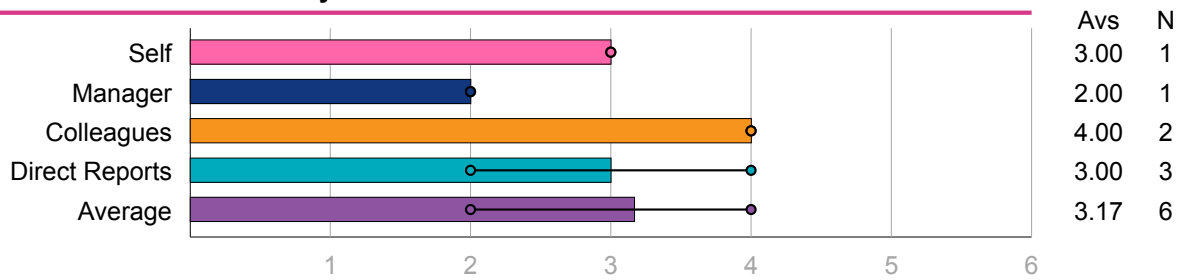 Avs N
Self 3.00 1
Manager 2.00 1
Colleagues 4.00 2
Direct Reports 3.00 3
Average 3.17 6
1 2 3 4 5 6